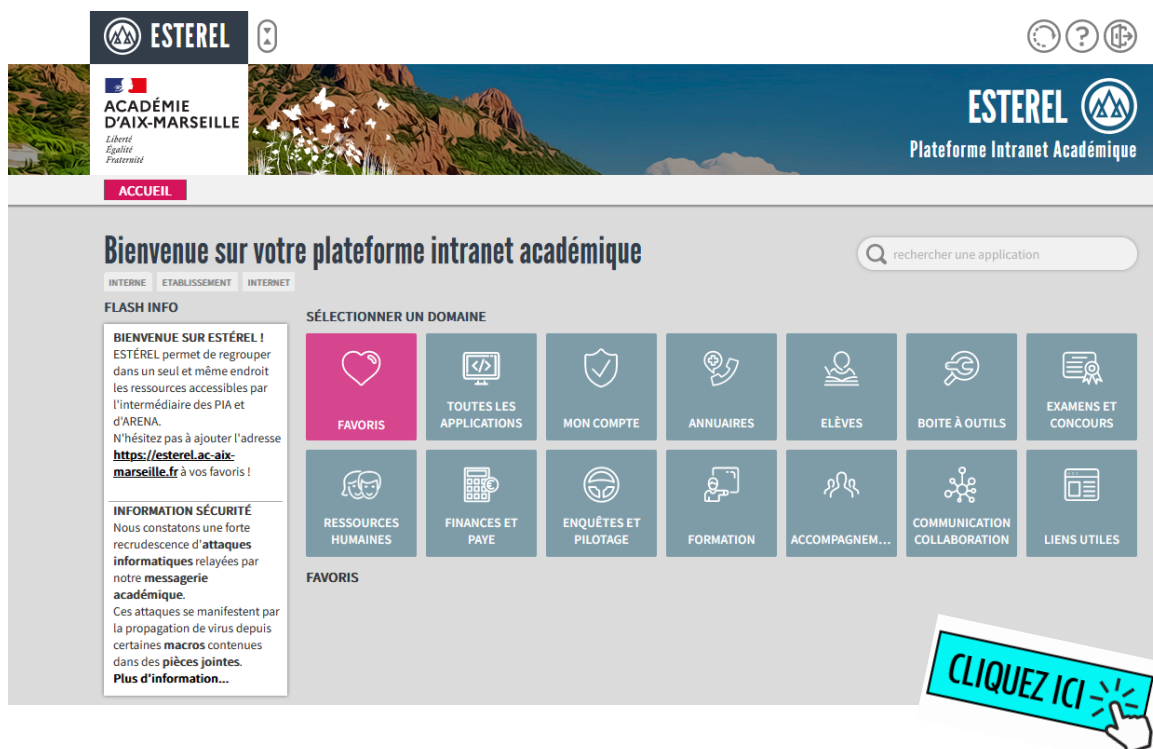 ESTEREL
ACADÉMIE
D'AIX-MARSEILLE
Liberté
Égalité
Fraternité
ESTEREL
Plateforme Intranet Académique
ACCUEIL
Bienvenue sur votre plateforme intranet académique
rechercher une application
INTERNE ETABLISSEMENT INTERNET
FLASH INFO
BIENVENUE SUR ESTÉREL !
ESTÉREL permet de regrouper
dans un seul et même endroit
les ressources accessibles par
l'intermédiaire des PIA et
d'ARENA.
N'hésitez pas à ajouter l'adresse
https://esterel.ac-aix-
marseille.fr à vos favoris !
INFORMATION SÉCURITÉ
Nous constatons une forte
recrudescence d'attaques
informatiques relayées par
notre messagerie
académique.
Ces attaques se manifestent par
la propagation de virus depuis
certaines macros contenues
dans des pièces jointes.
Plus d'information...
SÉLECTIONNER UN DOMAINE
FAVORIS
TOUTES LES
APPLICATIONS
MON COMPTE
ANNUAIRES
ELÈVES
BOITE À OUTILS
EXAMENS ET
CONCOURS
RESSOURCES
HUMAINES
FINANCES ET
PAYE
ENQUÊTES ET
PILOTAGE
FORMATION
ACCOMPAGNEM...
COMMUNICATION
COLLABORATION
LIENS UTILES
FAVORIS
CLIQUEZ ICI